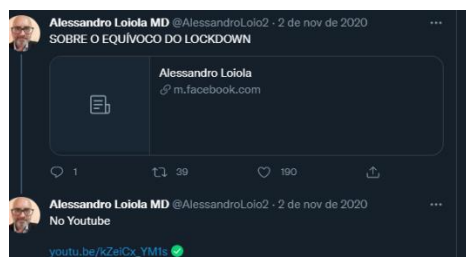 Alessandro Loiola MD @AlessandroLoio2 · 2 de nov de 2020 ...
SOBRE O EQUÍVOCO DO LOCKDOWN
Alessandro Loiola
m.facebook.com
1 39 190
Alessandro Loiola MD @AlessandroLoio2 · 2 de nov de 2020 ...
No Youtube
youtu.be/kZeiCx_YM1s